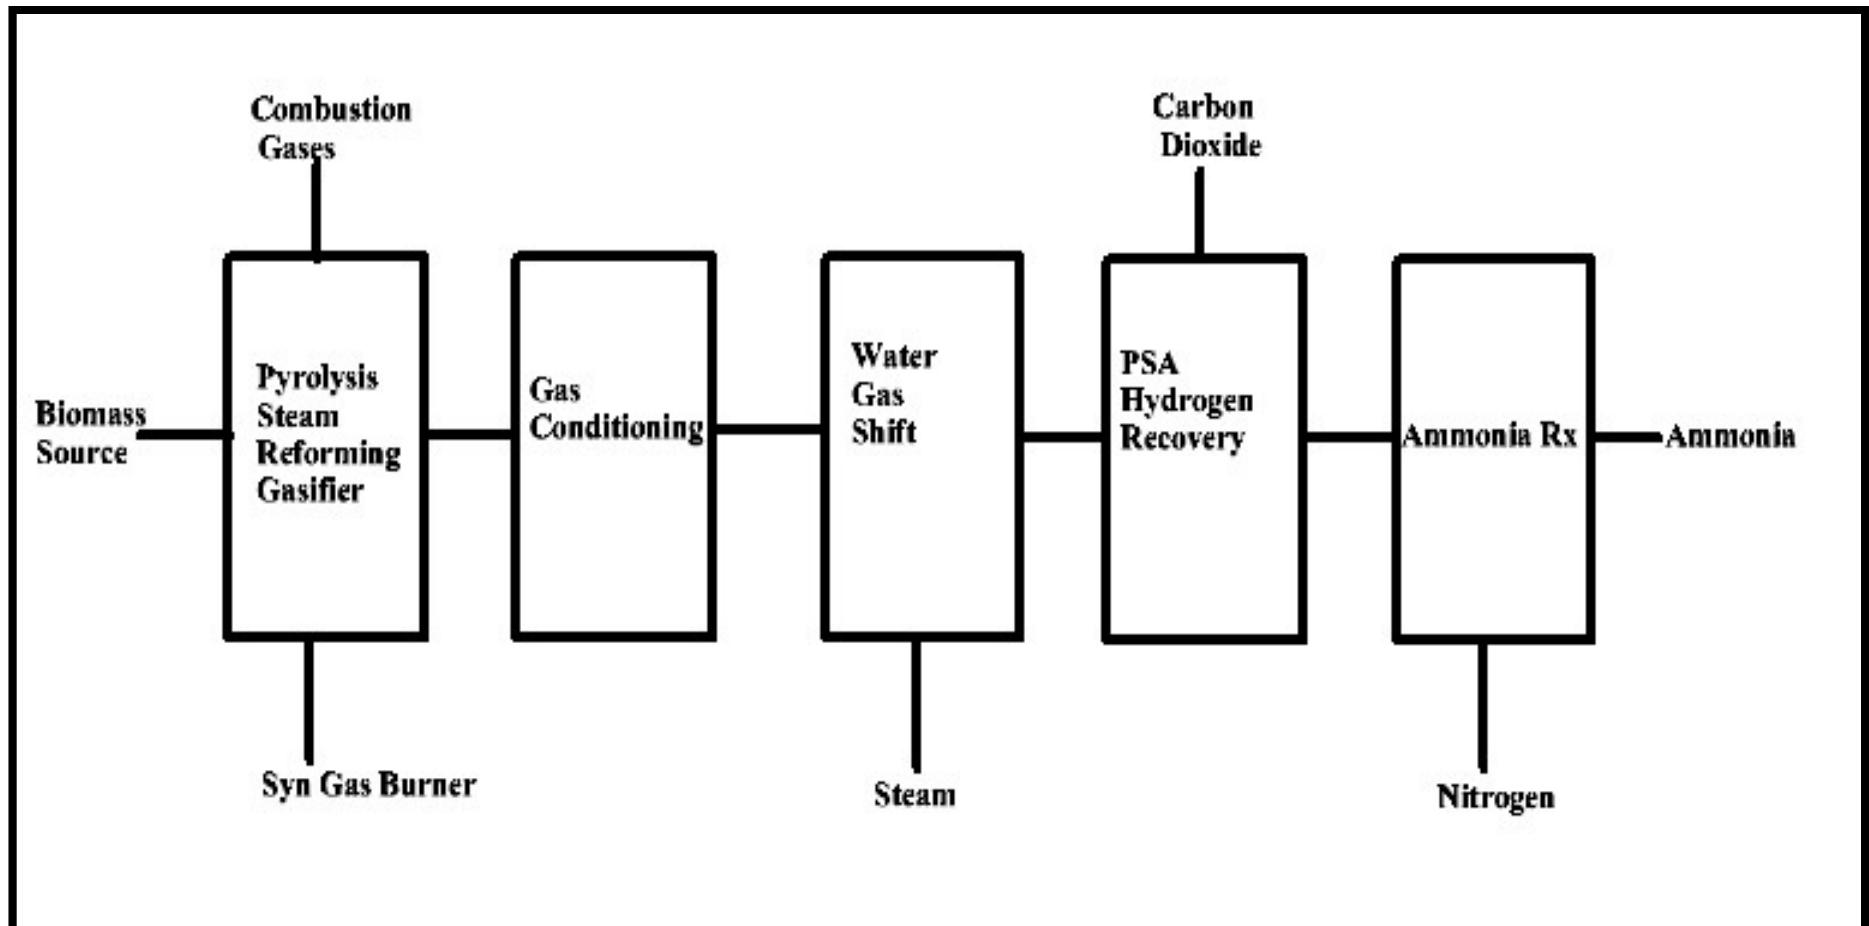 Combustion
Gases
Carbon
Dioxide
Biomass
Source
Pyrolysis
Steam
Reforming
Gasifier
Gas
Conditioning
Water
Gas
Shift
PSA
Hydrogen
Recovery
Ammonia Rx
Ammonia
Syn Gas Burner
Steam
Nitrogen